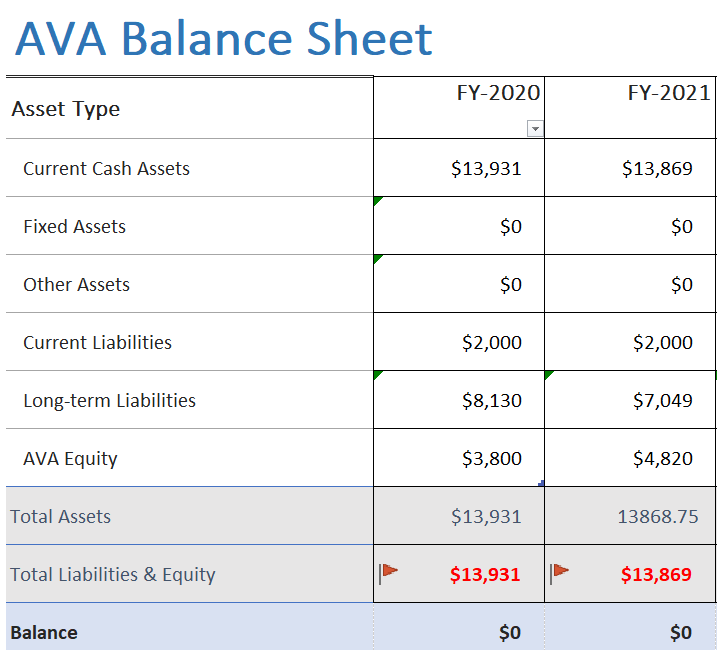 AVA Balance Sheet
Asset Type FY-2020 FY-2021
Current Cash Assets $13,931 $13,869
Fixed Assets $0 $0
Other Assets $0 $0
Current Liabilities $2,000 $2,000
Long-term Liabilities $8,130 $7,049
AVA Equity $3,800 $4,820
Total Assets $13,931 13868.75
Total Liabilities & Equity $13,931 $13,869
Balance $0 $0